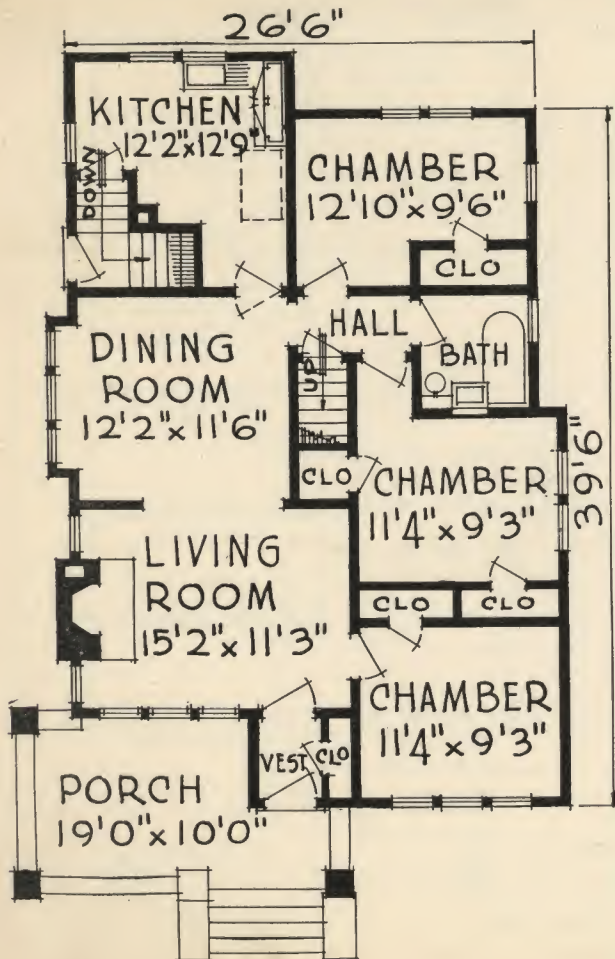 26'6"
KITCHEN
12'2"x12'9"
DOWN
CHAMBER
12'10"x9'6"
CLO
HALL
BATH
DINING
ROOM
12'2"x11'6"
UP
CLO
CHAMBER
11'4"x9'3"
39'6"
LIVING
ROOM
15'2"x11'3"
CLO
CLO
CHAMBER
11'4"x9'3"
VEST
CLO
PORCH
19'0"x10'0"